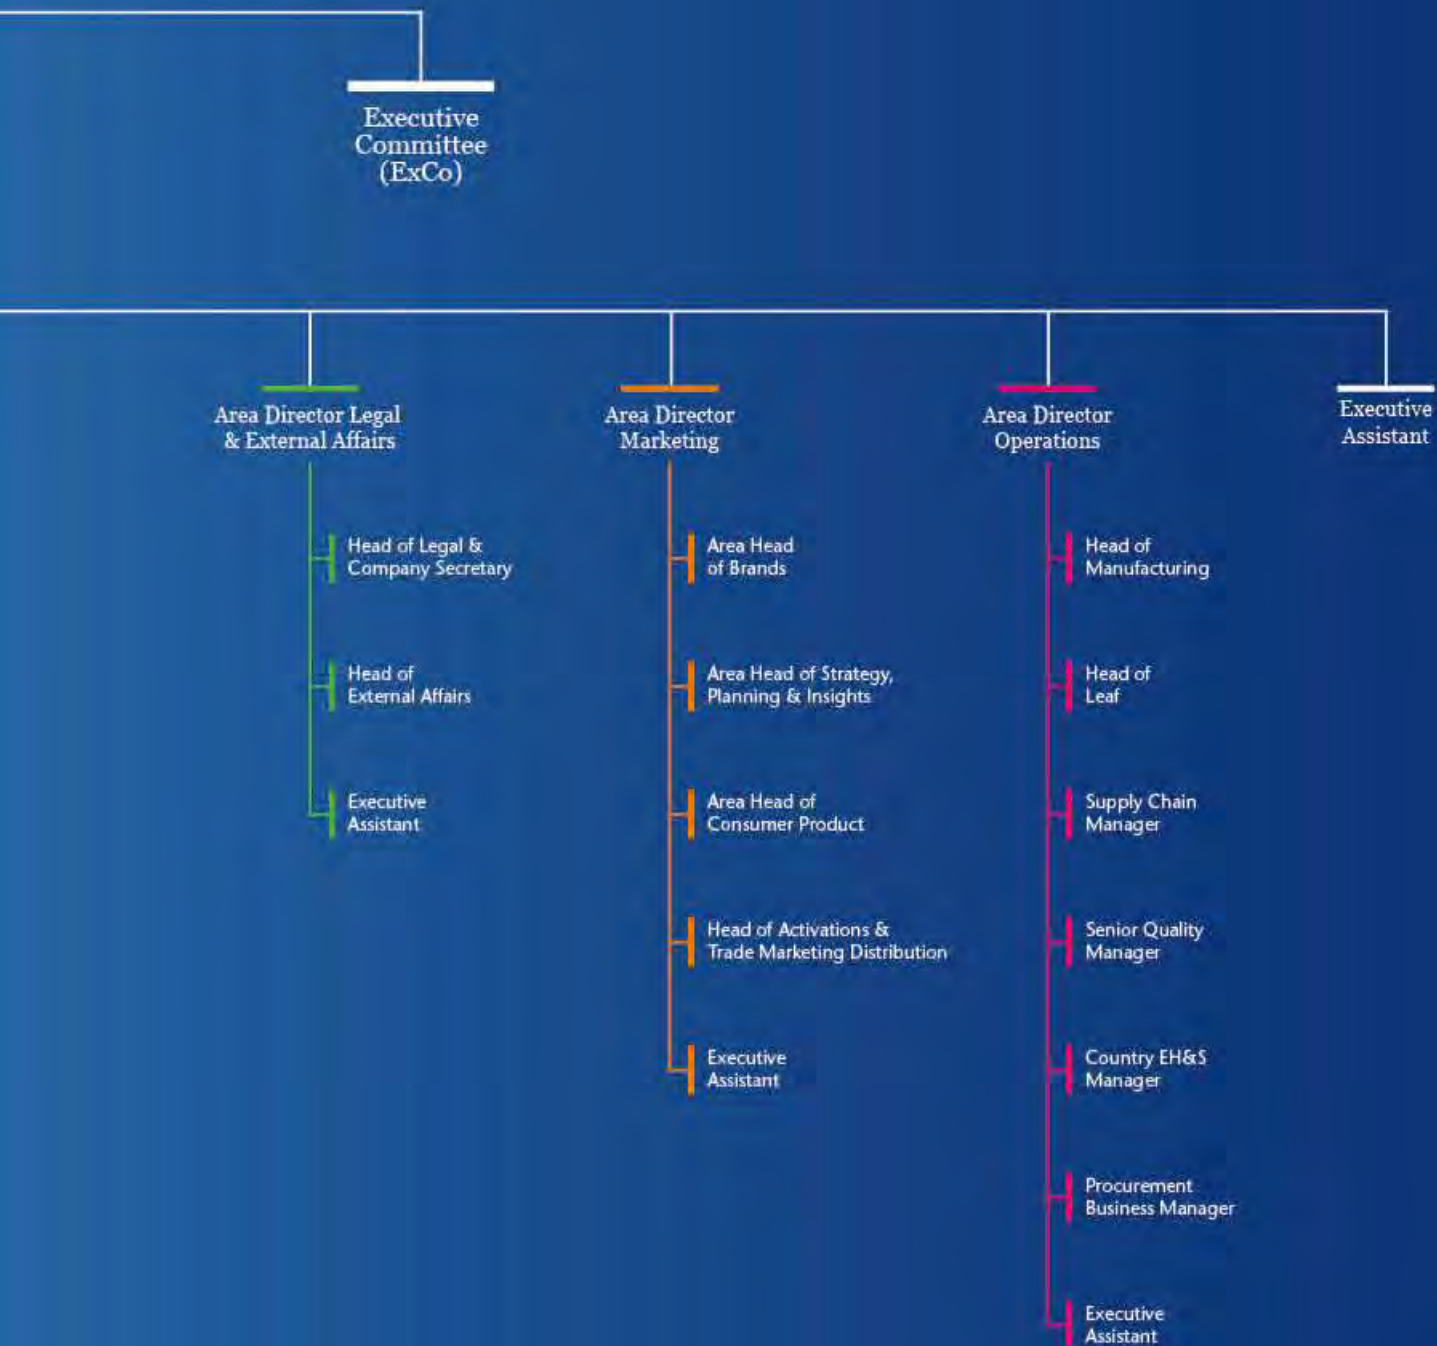 Executive
Committee
(ExCo)
Area Director Legal
& External Affairs
Head of Legal &
Company Secretary
Head of
External Affairs
Executive
Assistant
Area Director
Marketing
Area Head
of Brands
Area Head of Strategy,
Planning & Insights
Area Head of
Consumer Product
Head of Activations &
Trade Marketing Distribution
Executive
Assistant
Area Director
Operations
Head of
Manufacturing
Head of
Leaf
Supply Chain
Manager
Senior Quality
Manager
Country EH&S
Manager
Procurement
Business Manager
Executive
Assistant
Executive
Assistant